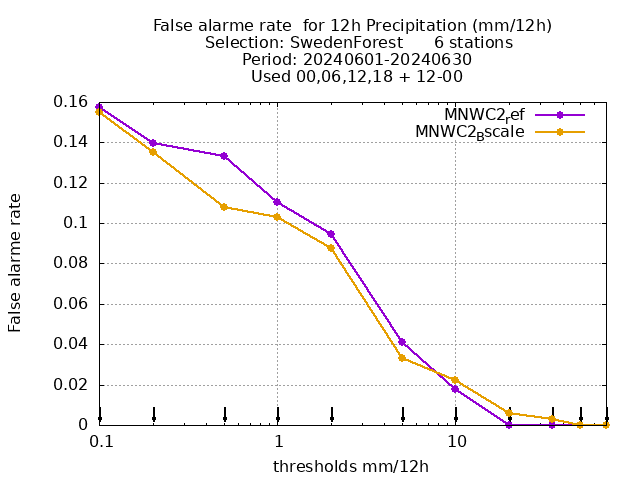 False alarme rate  for 12h Precipitation (mm/12h)
Selection: SwedenForest      6 stations
Period: 20240601-20240630
Used 00,06,12,18 + 12-00
MNWC2ref
MNWC2Bscale
0.16
0.14
0.12
0.1
0.08
0.06
0.04
0.02
0
False alarme rate
0.1 1 10
thresholds mm/12h